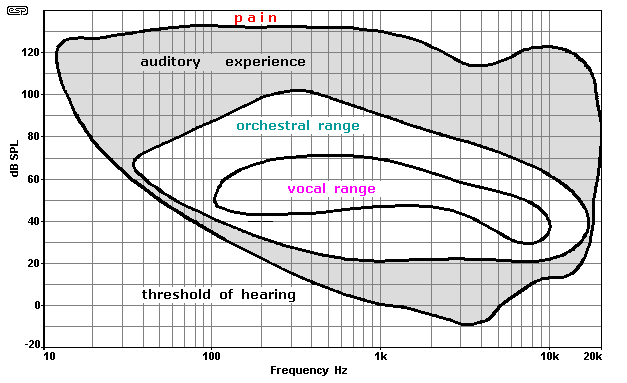 esp
pain
auditory experience
orchestral range
vocal range
threshold of hearing
dB SPL
120
100
80
60
40
20
0
-20
10
100
1k
10k
20k
Frequency Hz